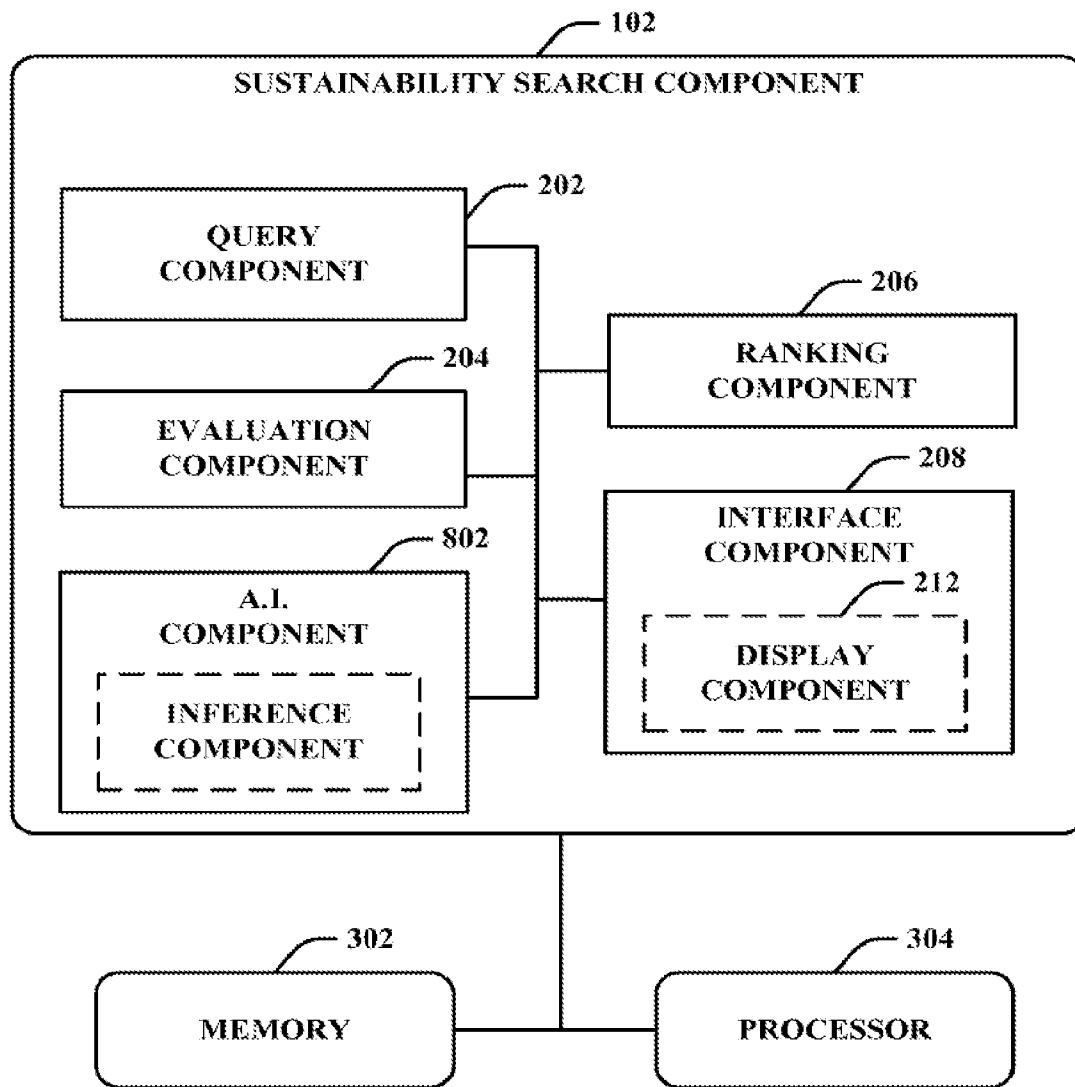 102
SUSTAINABILITY SEARCH COMPONENT
202
QUERY
COMPONENT
206
RANKING
COMPONENT
204
EVALUATION
COMPONENT
208
INTERFACE
COMPONENT
212
DISPLAY
COMPONENT
802
A.I.
COMPONENT
INFERENCE
COMPONENT
302
MEMORY
304
PROCESSOR